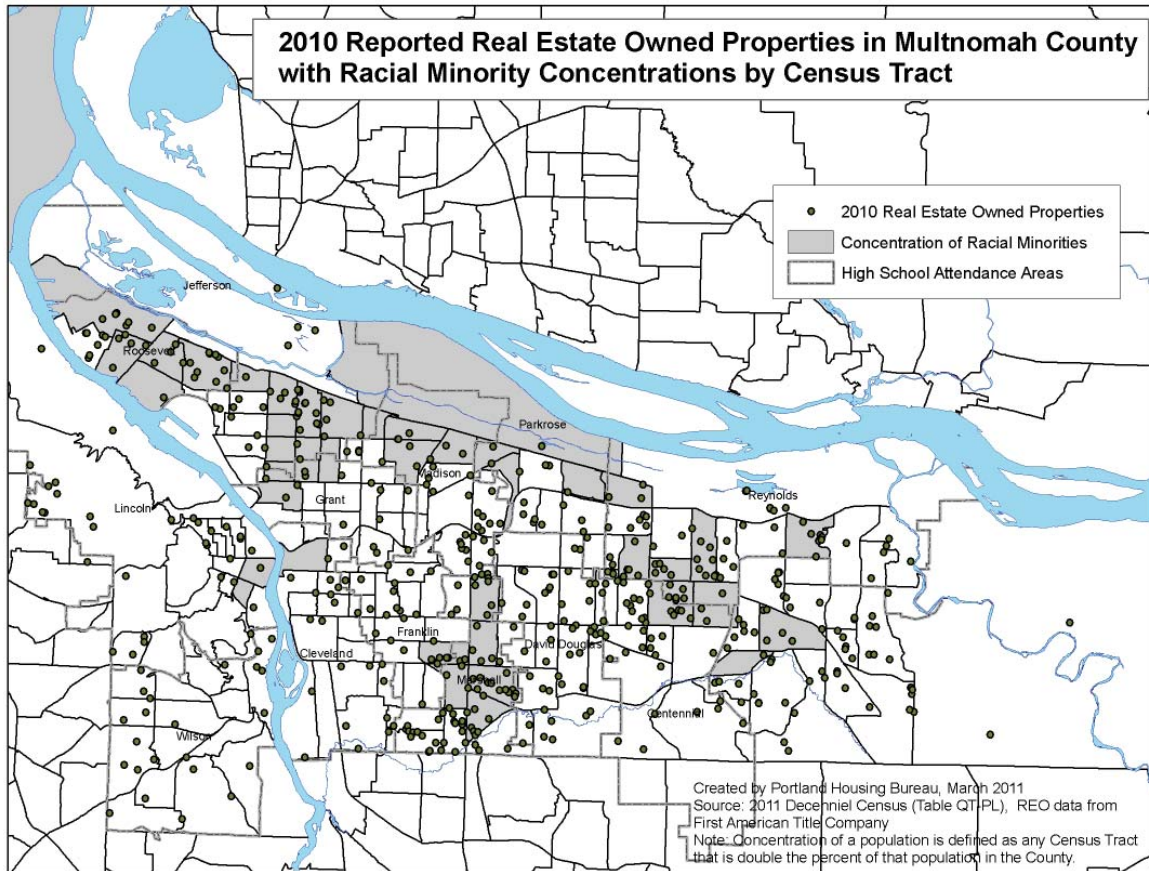 2010 Reported Real Estate Owned Properties in Multnomah County
with Racial Minority Concentrations by Census Tract
2010 Real Estate Owned Properties
Concentration of Racial Minorities
High School Attendance Areas
Jefferson
Roosevelt
Parkrose
Madison
Reynolds
Grant
Lincoln
Franklin
David Douglas
Cleveland
Marshall
Centennial
Wilson
Created by Portland Housing Bureau, March 2011
Source: 2011 Decenniel Census (Table QT-PL), REO data from
First American Title Company
Note: Concentration of a population is defined as any Census Tract
that is double the percent of that population in the County.